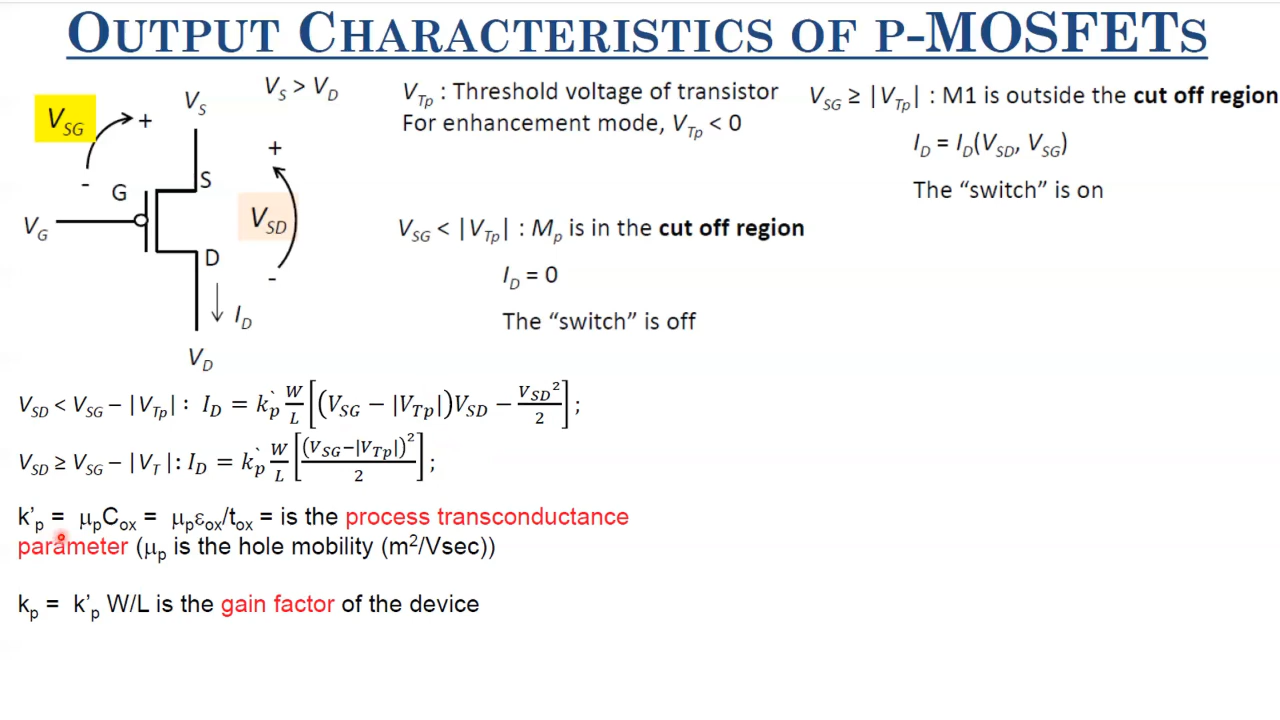 OUTPUT CHARACTERISTICS OF P-MOSFETS
V_SG
+
-
G
V_G
V_S
S
D
I_D
V_D
V_S > V_D
+
V_SD
-
V_Tp : Threshold voltage of transistor
For enhancement mode, V_Tp < 0
V_SG < |V_Tp| : M_p is in the cut off region
I_D = 0
The “switch” is off
V_SG ≥ |V_Tp| : M1 is outside the cut off region
I_D = I_D(V_SD, V_SG)
The “switch” is on
V_SD < V_SG − |V_Tp| : I_D = k`_p W/L [(V_SG − |V_Tp|)V_SD − V_SD²/2] ;
V_SD ≥ V_SG − |V_T| : I_D = k`_p W/L [(V_SG−|V_Tp|)²/2] ;
k’_p = μ_pC_ox = μ_pε_ox/t_ox = is the process transconductance
parameter (μ_p is the hole mobility (m²/Vsec))
k_p = k’_p W/L is the gain factor of the device